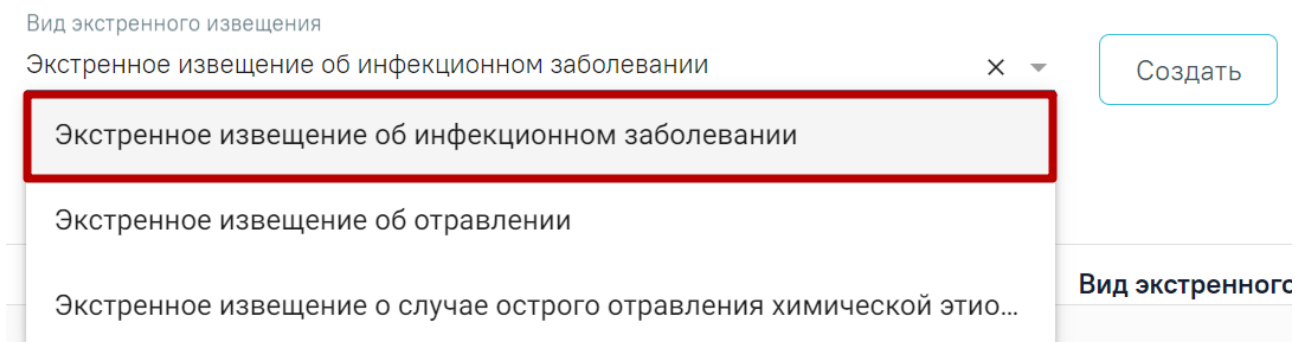 Вид экстренного извещения
Экстренное извещение об инфекционном заболевании
Создать
Экстренное извещение об инфекционном заболевании
Экстренное извещение об отравлении
Вид экстренного
Экстренное извещение о случае острого отравления химической этио...